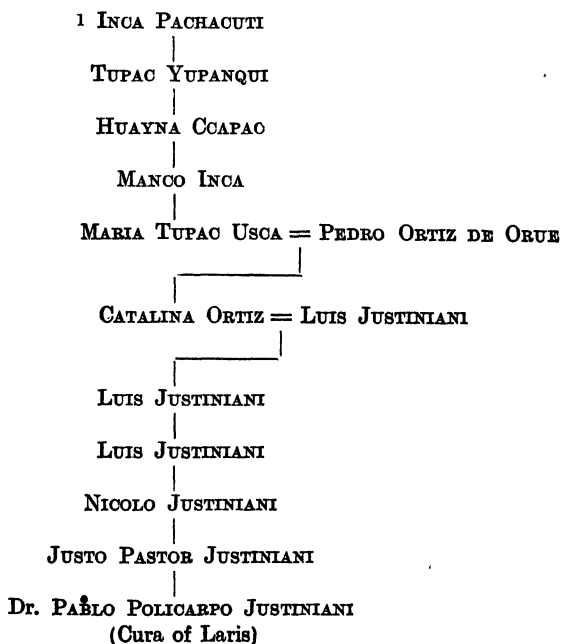 1 Inca Pachacuti
Tupac Yupanqui
Huayna Ccapac
Manco Inca
Maria Tupac Usca = Pedro Ortiz de Orue
Catalina Ortiz = Luis Justiniani
Luis Justiniani
Luis Justiniani
Nicolo Justiniani
Justo Pastor Justiniani
Dr. Pablo Policarpo Justiniani
(Cura of Laris)